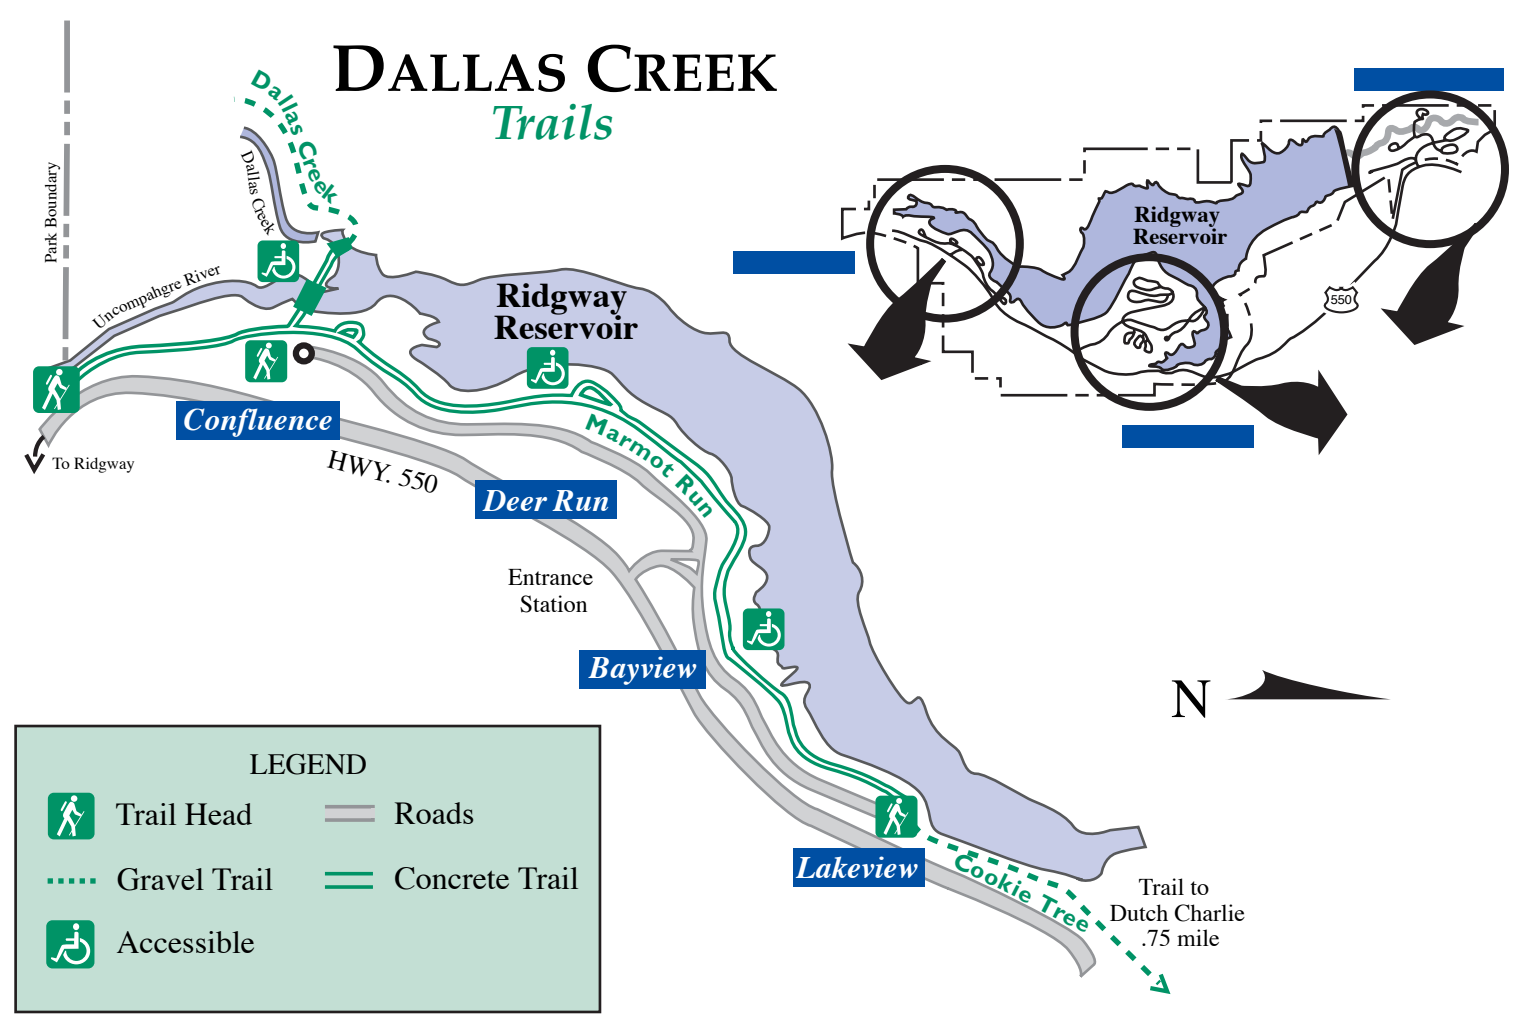 DALLAS CREEK
Trails
Dallas Creek
Dallas Creek
Park Boundary
Uncompahgre River
Ridgway
Reservoir
Ridgway
Reservoir
550
Confluence
To Ridgway
HWY. 550
Marmot Run
Deer Run
Entrance
Station
Bayview
N
Lakeview
Cookie Tree
Trail to
Dutch Charlie
.75 mile
LEGEND
Trail Head
Roads
Gravel Trail
Concrete Trail
Accessible